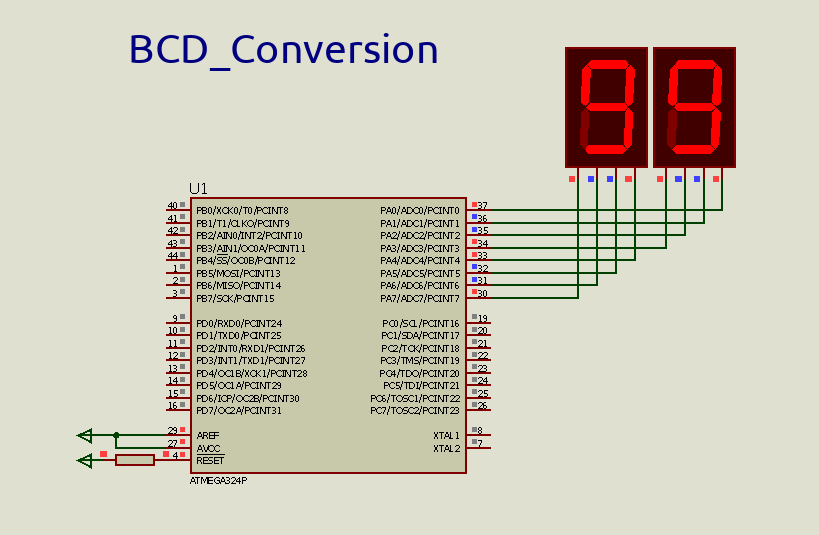 BCD_Conversion
99
U1
40 PB0/XCK0/T0/PCINT8 PA0/ADC0/PCINT0 37
41 PB1/T1/CLKO/PCINT9 PA1/ADC1/PCINT1 36
42 PB2/AIN0/INT2/PCINT10 PA2/ADC2/PCINT2 35
43 PB3/AIN1/OC0A/PCINT11 PA3/ADC3/PCINT3 34
44 PB4/SS/OC0B/PCINT12 PA4/ADC4/PCINT4 33
1 PB5/MOSI/PCINT13 PA5/ADC5/PCINT5 32
2 PB6/MISO/PCINT14 PA6/ADC6/PCINT6 31
3 PB7/SCK/PCINT15 PA7/ADC7/PCINT7 30
9 PD0/RXD0/PCINT24 PC0/SCL/PCINT16 19
10 PD1/TXD0/PCINT25 PC1/SDA/PCINT17 20
11 PD2/INT0/RXD1/PCINT26 PC2/TCK/PCINT18 21
12 PD3/INT1/TXD1/PCINT27 PC3/TMS/PCINT19 22
13 PD4/OC1B/XCK1/PCINT28 PC4/TDO/PCINT20 23
14 PD5/OC1A/PCINT29 PC5/TDI/PCINT21 24
15 PD6/ICP/OC2B/PCINT30 PC6/TOSC1/PCINT22 25
16 PD7/OC2A/PCINT31 PC7/TOSC2/PCINT23 26
29 AREF XTAL1 8
27 AVCC XTAL2 7
4 RESET
ATMEGA324P